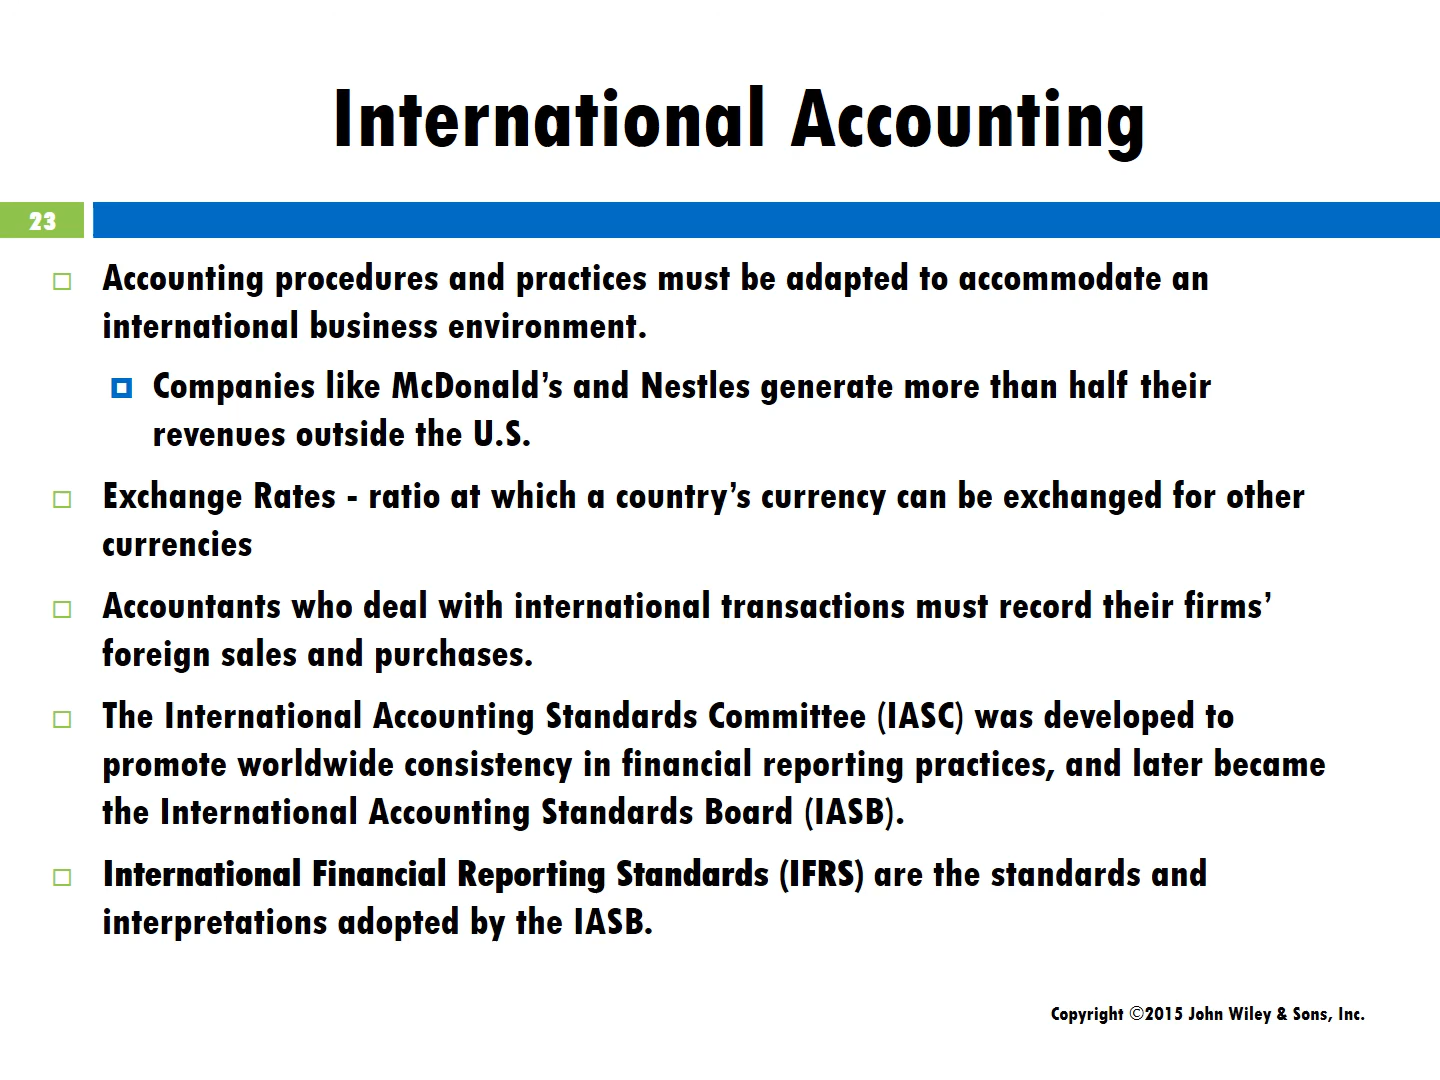 International Accounting
23
Accounting procedures and practices must be adapted to accommodate an
international business environment.
Companies like McDonald’s and Nestles generate more than half their
revenues outside the U.S.
Exchange Rates - ratio at which a country’s currency can be exchanged for other
currencies
Accountants who deal with international transactions must record their firms’
foreign sales and purchases.
The International Accounting Standards Committee (IASC) was developed to
promote worldwide consistency in financial reporting practices, and later became
the International Accounting Standards Board (IASB).
International Financial Reporting Standards (IFRS) are the standards and
interpretations adopted by the IASB.
Copyright ©2015 John Wiley & Sons, Inc.